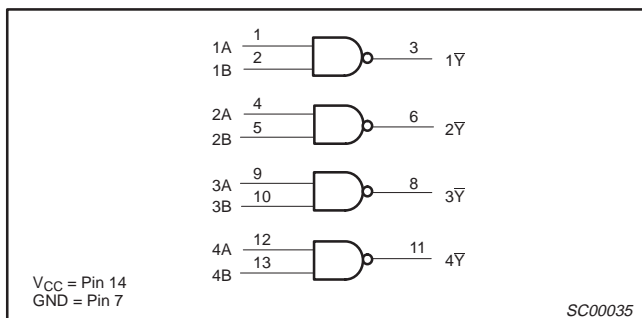 1A 1 3 1Y̅
1B 2
2A 4 6 2Y̅
2B 5
3A 9 8 3Y̅
3B 10
4A 12 11 4Y̅
4B 13
VCC = Pin 14
GND = Pin 7
SC00035